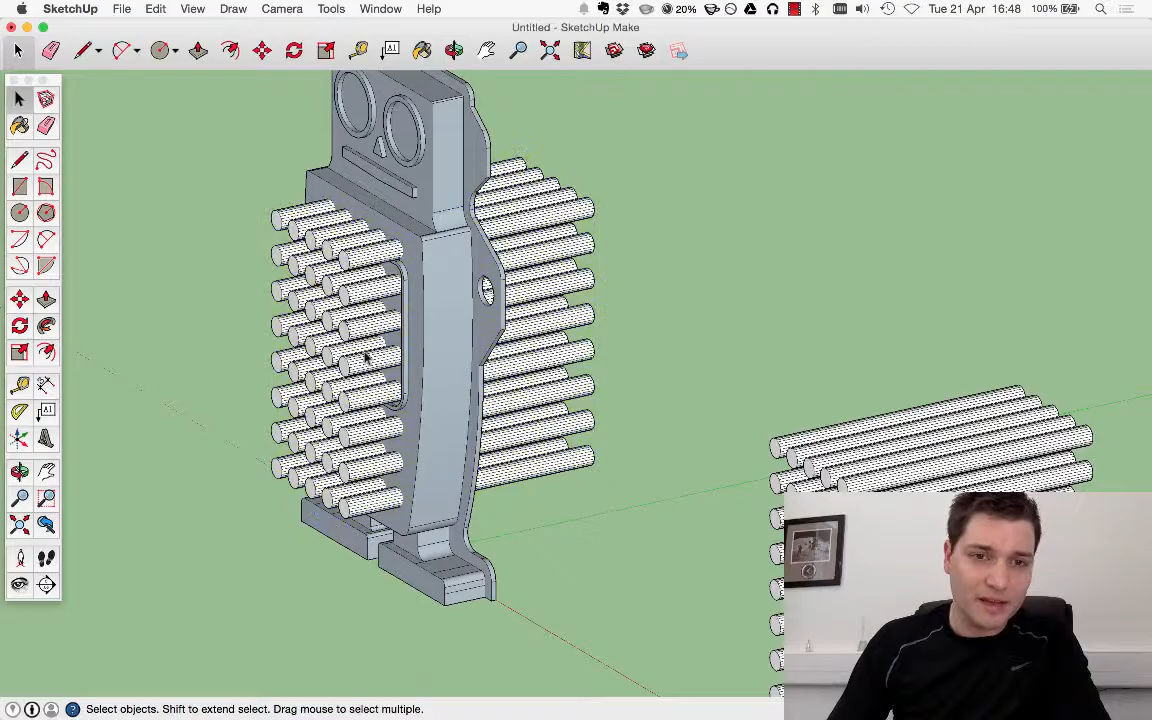 SketchUp File Edit View Draw Camera Tools Window Help 20% Tue 21 Apr 16:48 100%
Untitled - SketchUp Make
Select objects. Shift to extend select. Drag mouse to select multiple.